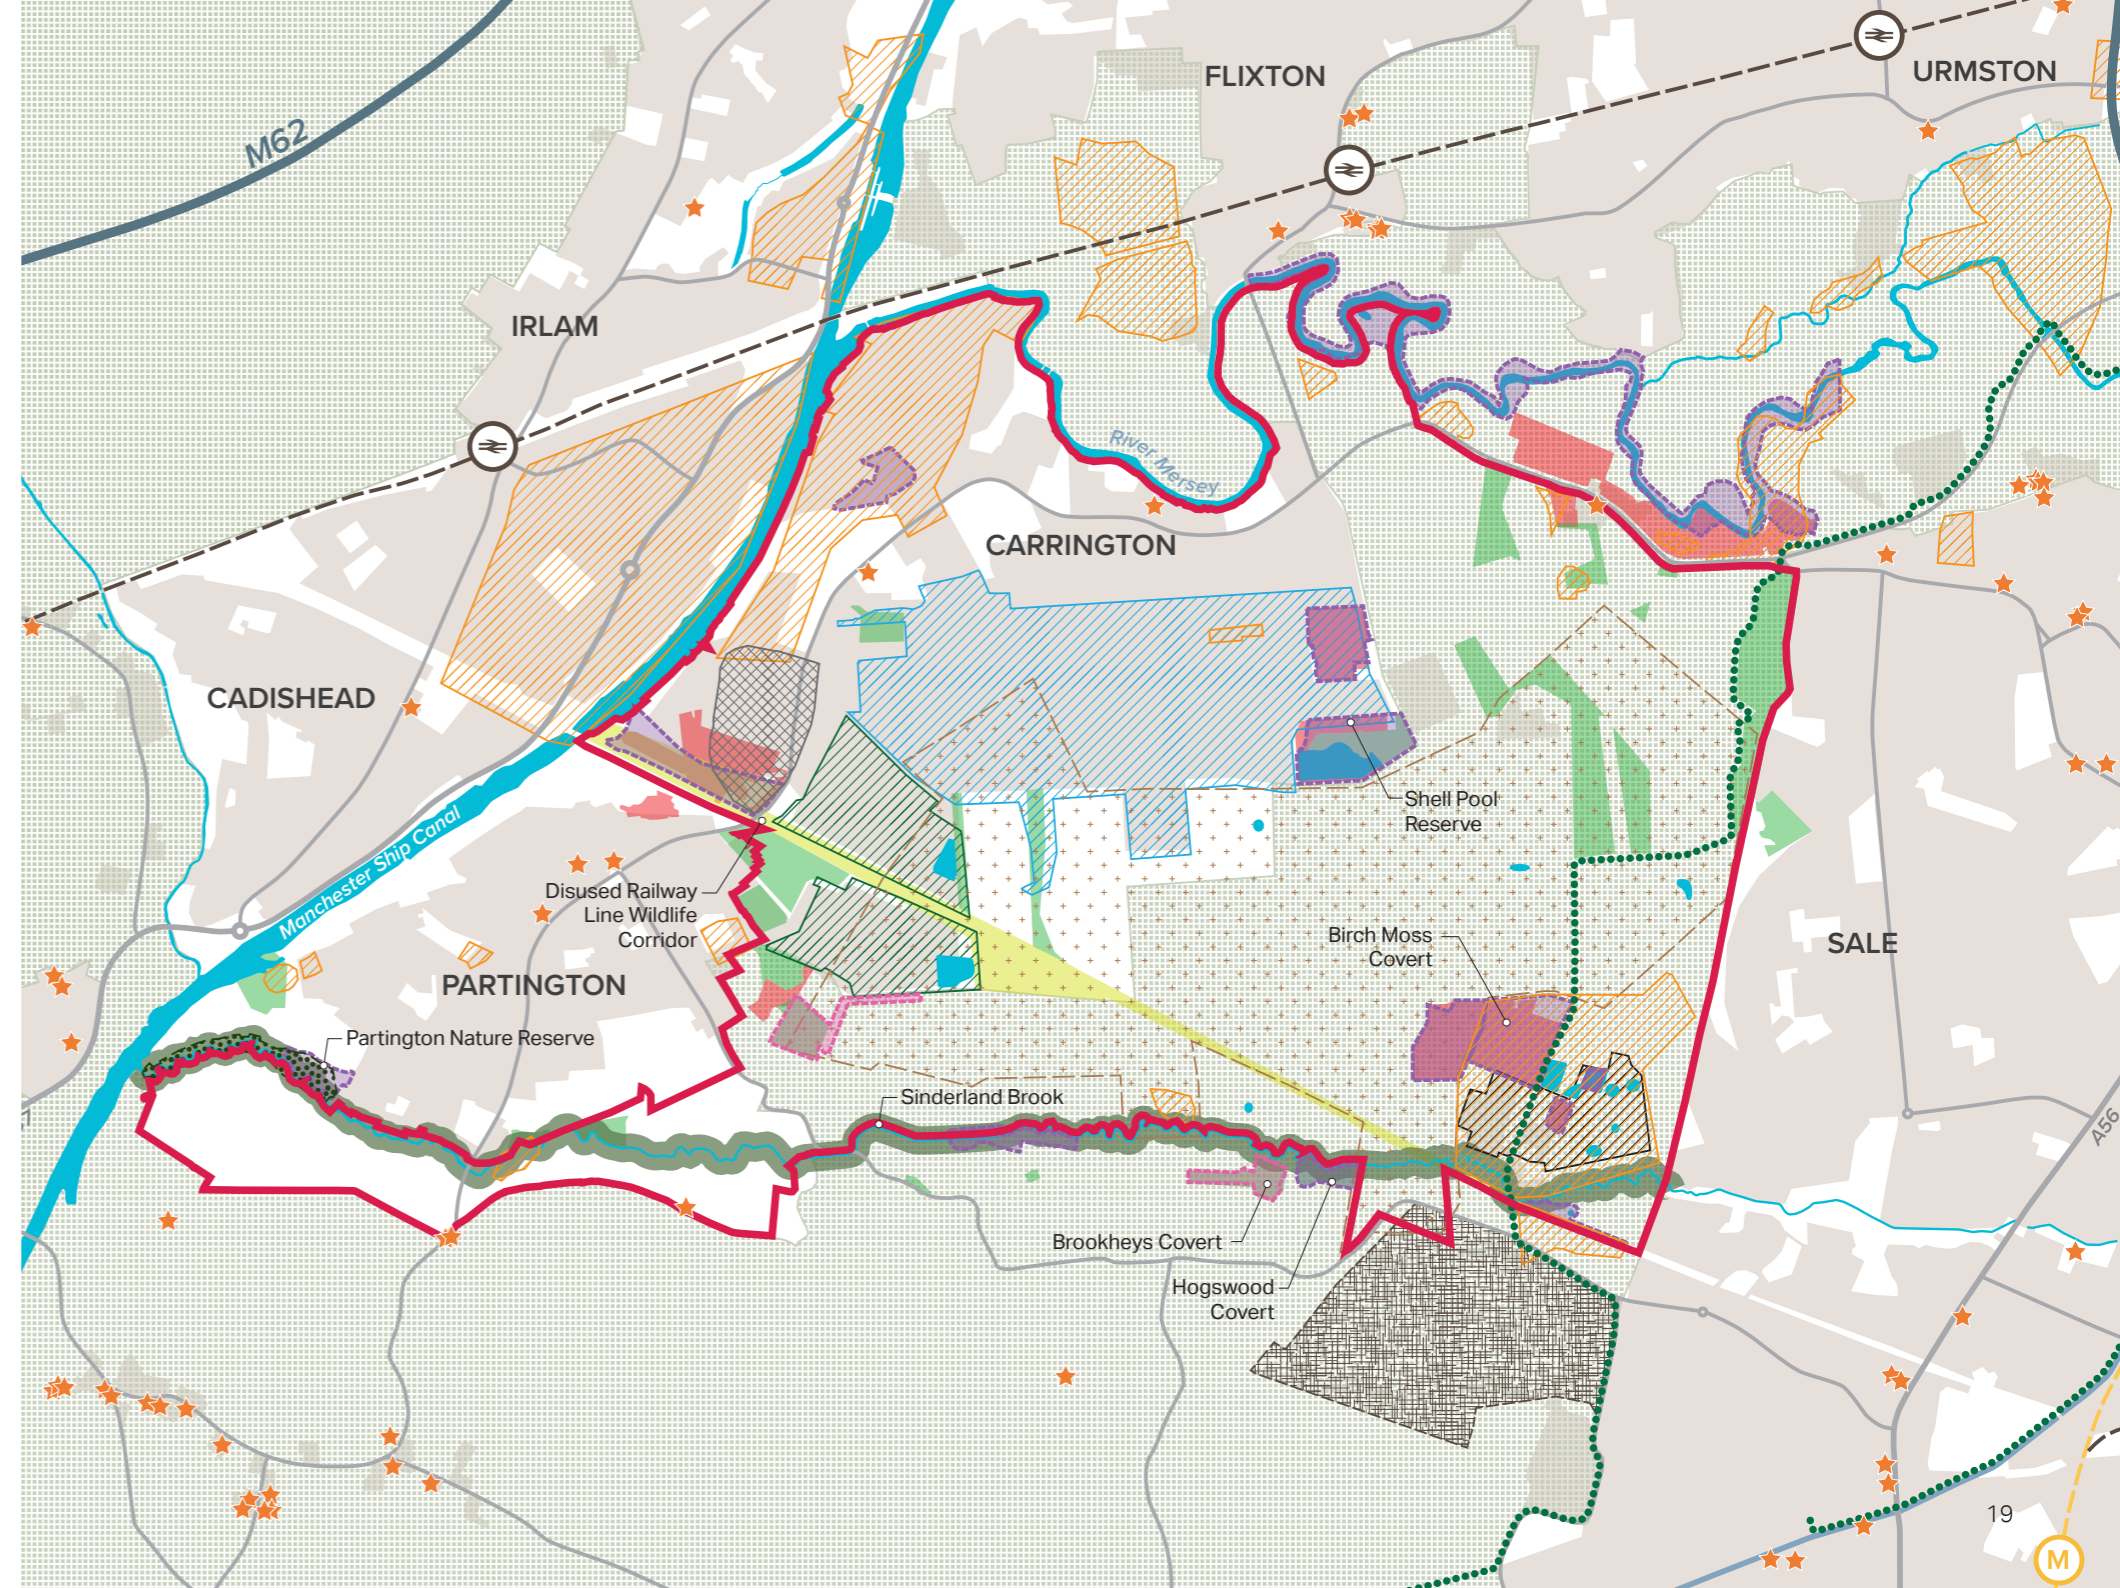 FLIXTON
URMSTON
M62
IRLAM
River Mersey
CARRINGTON
CADISHEAD
Shell Pool
Reserve
Manchester Ship Canal
Disused Railway
Line Wildlife
Corridor
Birch Moss
Covert
SALE
PARTINGTON
Partington Nature Reserve
Sinderland Brook
A56
Brookheys Covert
Hogswood
Covert
19
M